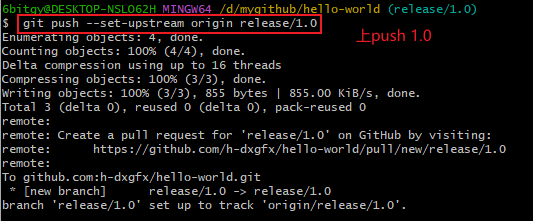 6bitgy@DESKTOP-NSLO62H MINGW64 /d/mygithub/hello-world (release/1.0)
$ git push --set-upstream origin release/1.0
上push 1.0
Enumerating objects: 4, done.
Counting objects: 100% (4/4), done.
Delta compression using up to 16 threads
Compressing objects: 100% (3/3), done.
Writing objects: 100% (3/3), 855 bytes | 855.00 KiB/s, done.
Total 3 (delta 0), reused 0 (delta 0), pack-reused 0
remote:
remote: Create a pull request for 'release/1.0' on GitHub by visiting:
remote:      https://github.com/h-dxgfx/hello-world/pull/new/release/1.0
remote:
To github.com:h-dxgfx/hello-world.git
 * [new branch]      release/1.0 -> release/1.0
branch 'release/1.0' set up to track 'origin/release/1.0'.